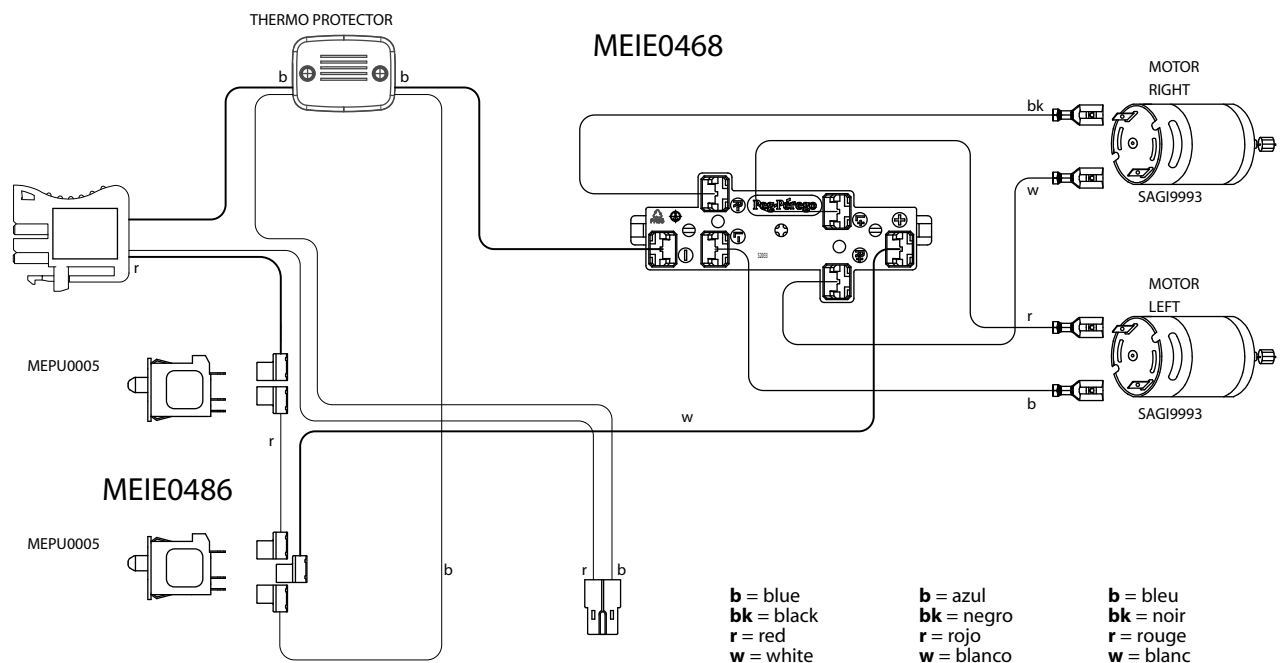 THERMO PROTECTOR
MEIE0468
b
b
MOTOR
RIGHT
bk
w
SAGI9993
Peg-Pérego
r
MOTOR
LEFT
r
b
SAGI9993
MEPU0005
w
r
MEIE0486
MEPU0005
b
r
b
b = blue
bk = black
r = red
w = white
b = azul
bk = negro
r = rojo
w = blanco
b = bleu
bk = noir
r = rouge
w = blanc